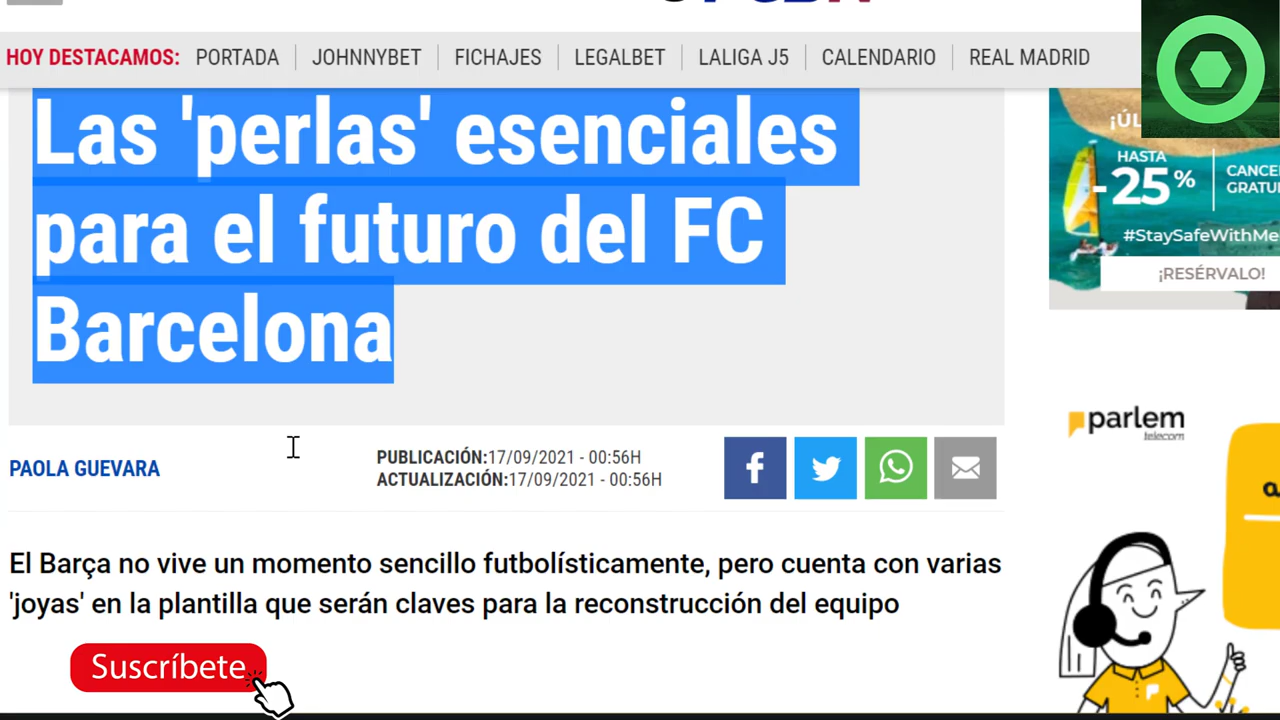 HOY DESTACAMOS: PORTADA JOHNNYBET FICHAJES LEGALBET LALIGA J5 CALENDARIO REAL MADRID
Las 'perlas' esenciales
para el futuro del FC
Barcelona
PAOLA GUEVARA
PUBLICACIÓN:17/09/2021 - 00:56H
ACTUALIZACIÓN:17/09/2021 - 00:56H
El Barça no vive un momento sencillo futbolísticamente, pero cuenta con varias
'joyas' en la plantilla que serán claves para la reconstrucción del equipo
Suscríbete
HASTA
-25%
#StaySafeWithMe
¡RESÉRVALO!
parlem
telecom